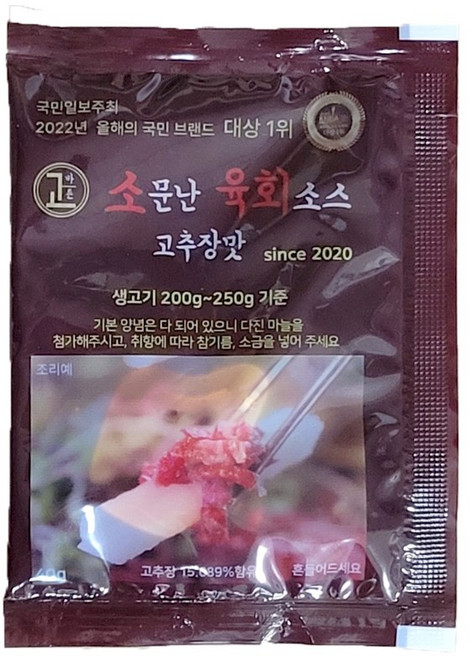 국민일보주최
2022년 올해의 국민 브랜드 대상 1위
고 바 른
소문난 육회소스
고추장맛 since 2020
생고기 200g~250g 기준
기본 양념은 다 되어 있으니 다진 마늘을
첨가해주시고, 취향에 따라 참기름, 소금을 넣어 주세요
조리예
40g 고추장 15.089%함유 흔들어드세요